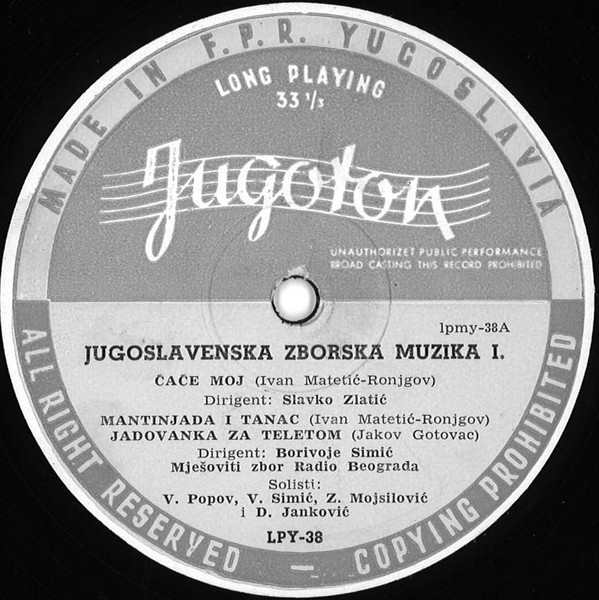 MADE IN F.P.R. YUGOSLAVIA
LONG PLAYING
33 1/3
Jugoton
UNAUTHORIZET PUBLIC PERFORMANCE
BROAD CASTING THIS RECORD PROHIBITED
lpmy-38A
JUGOSLAVENSKA ZBORSKA MUZIKA I.
ĆAĆE MOJ (Ivan Matetić-Ronjgov)
Dirigent: Slavko Zlatić
MANTINJADA I TANAC (Ivan Matetić-Ronjgov)
JADOVANKA ZA TELETOM (Jakov Gotovac)
Dirigent: Borivoje Simić
Mješoviti zbor Radio Beograda
Solisti:
V. Popov, V. Simić, Z. Mojsilović
i D. Janković
LPY-38
ALL RIGHT RESERVED — COPYING PROHIBITED